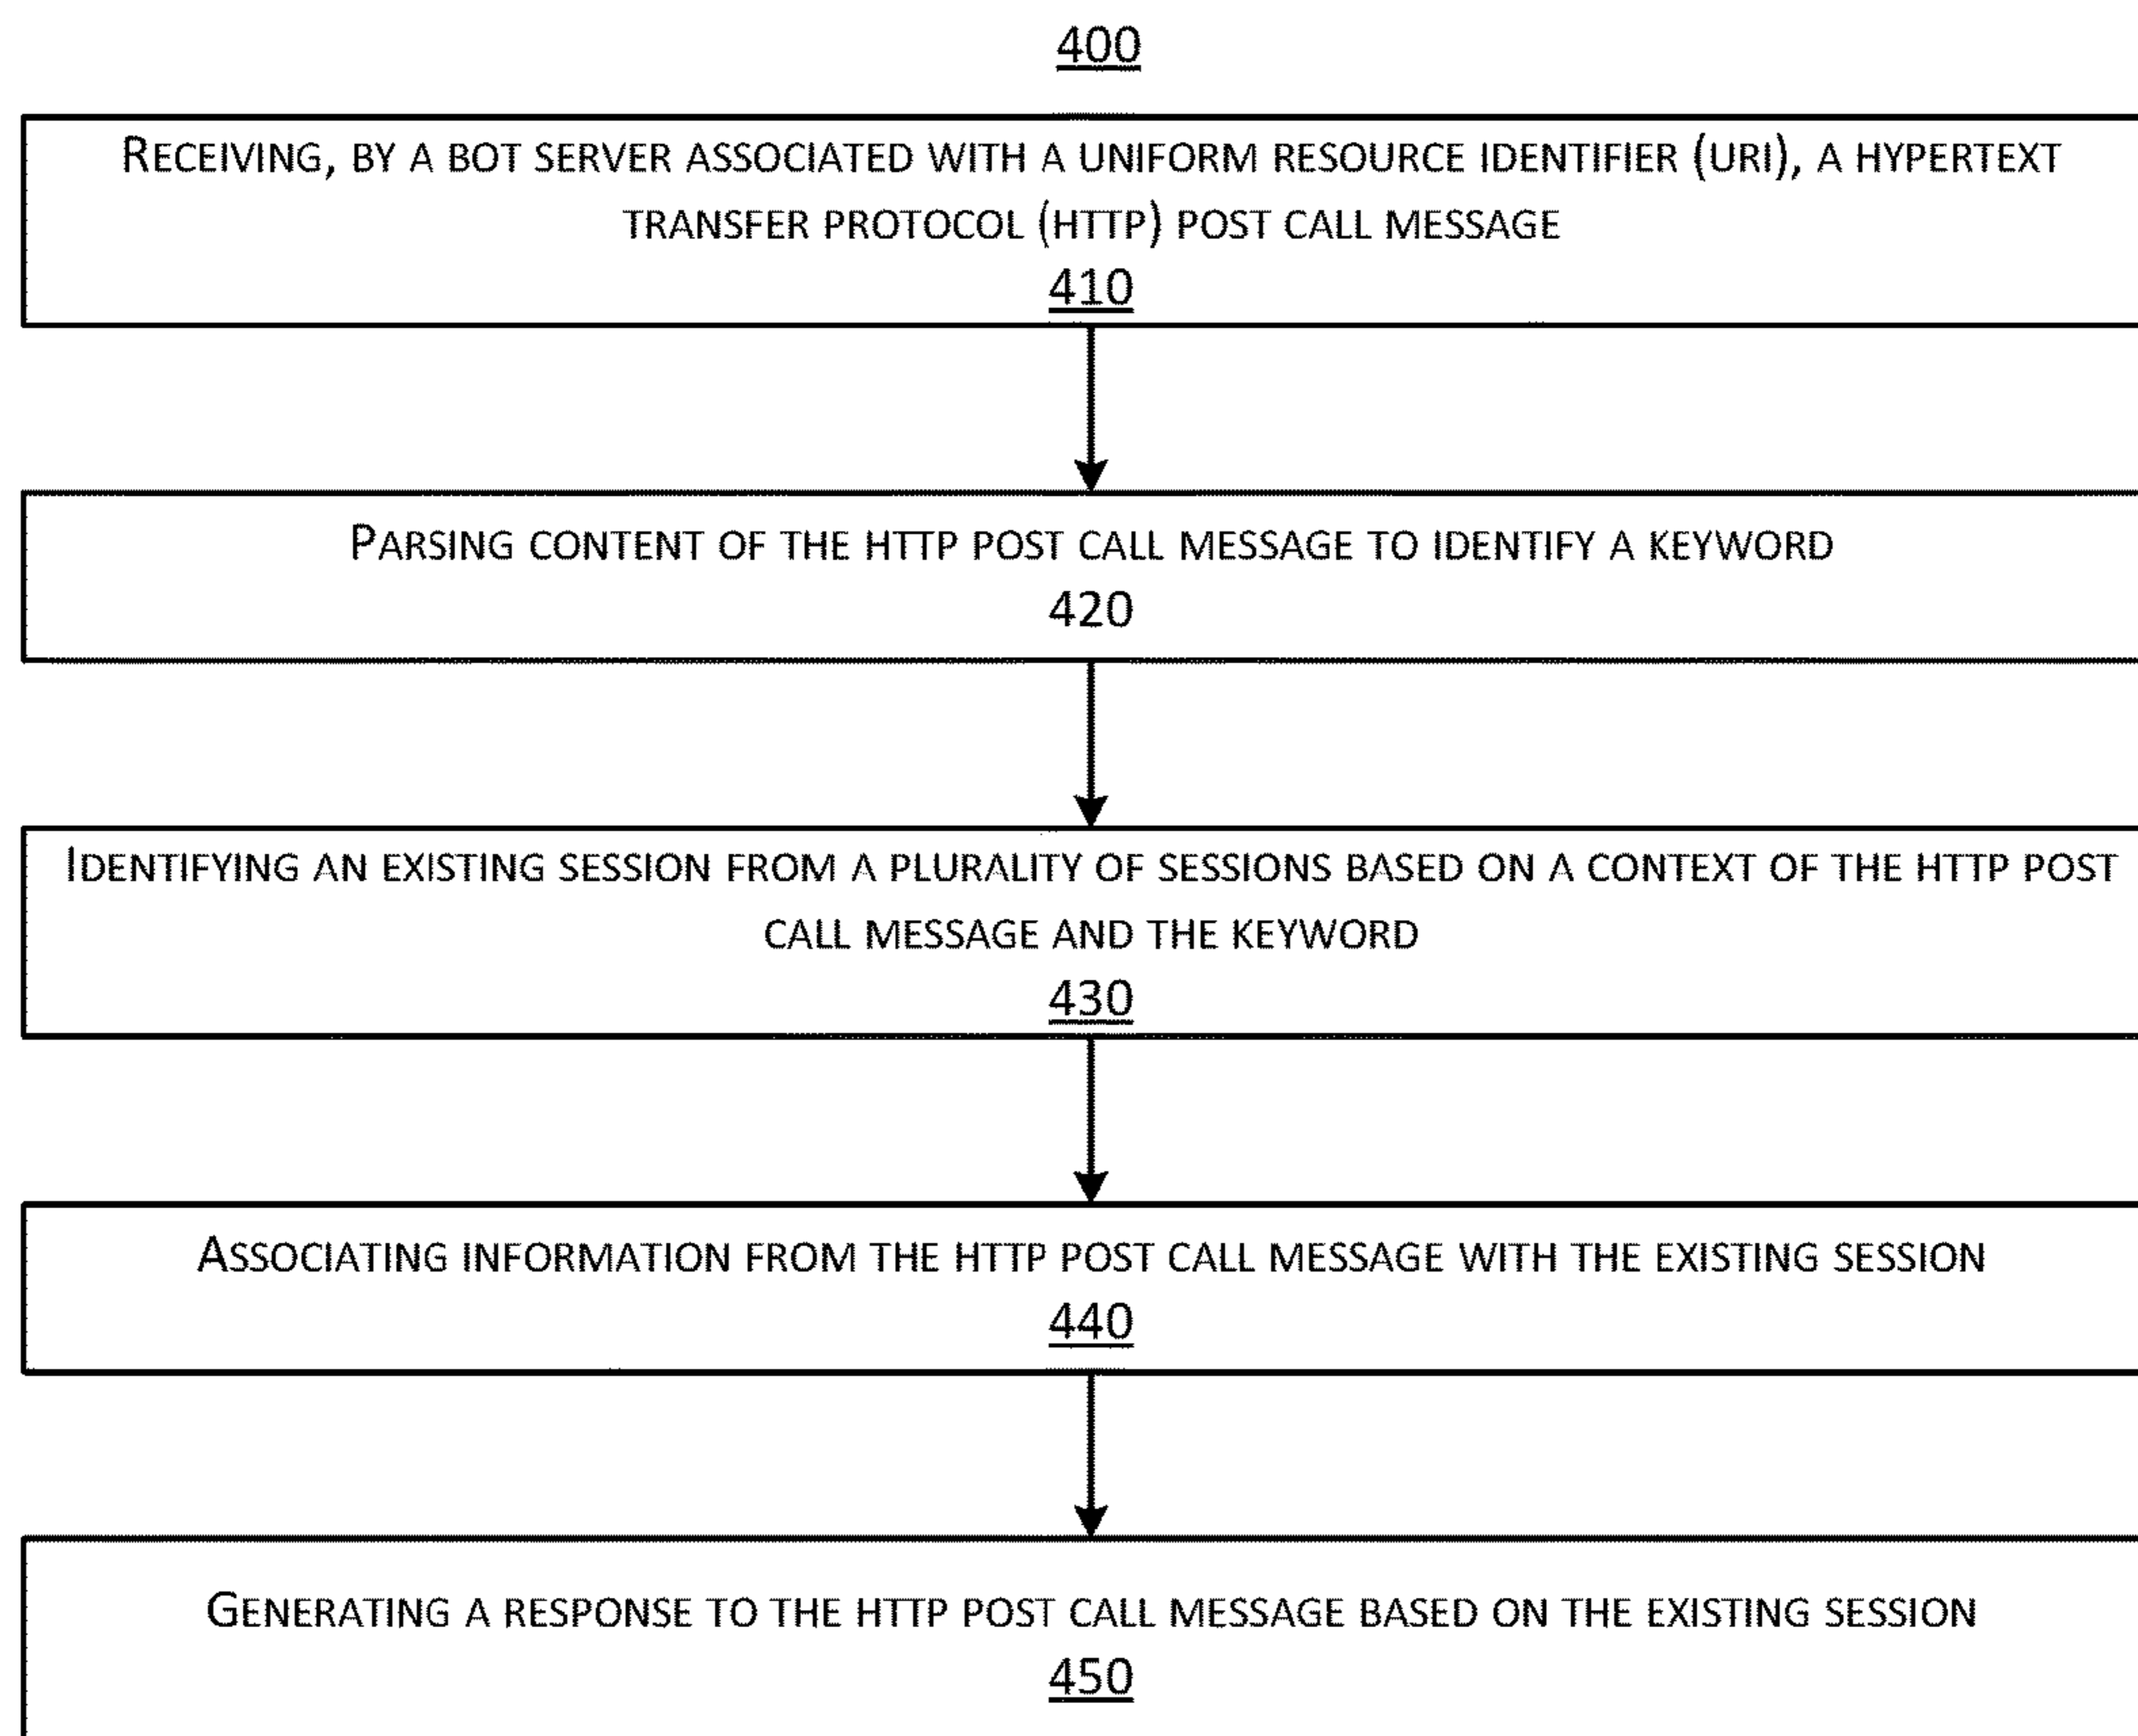 400
RECEIVING, BY A BOT SERVER ASSOCIATED WITH A UNIFORM RESOURCE IDENTIFIER (URI), A HYPERTEXT
TRANSFER PROTOCOL (HTTP) POST CALL MESSAGE
410
PARSING CONTENT OF THE HTTP POST CALL MESSAGE TO IDENTIFY A KEYWORD
420
IDENTIFYING AN EXISTING SESSION FROM A PLURALITY OF SESSIONS BASED ON A CONTEXT OF THE HTTP POST
CALL MESSAGE AND THE KEYWORD
430
ASSOCIATING INFORMATION FROM THE HTTP POST CALL MESSAGE WITH THE EXISTING SESSION
440
GENERATING A RESPONSE TO THE HTTP POST CALL MESSAGE BASED ON THE EXISTING SESSION
450